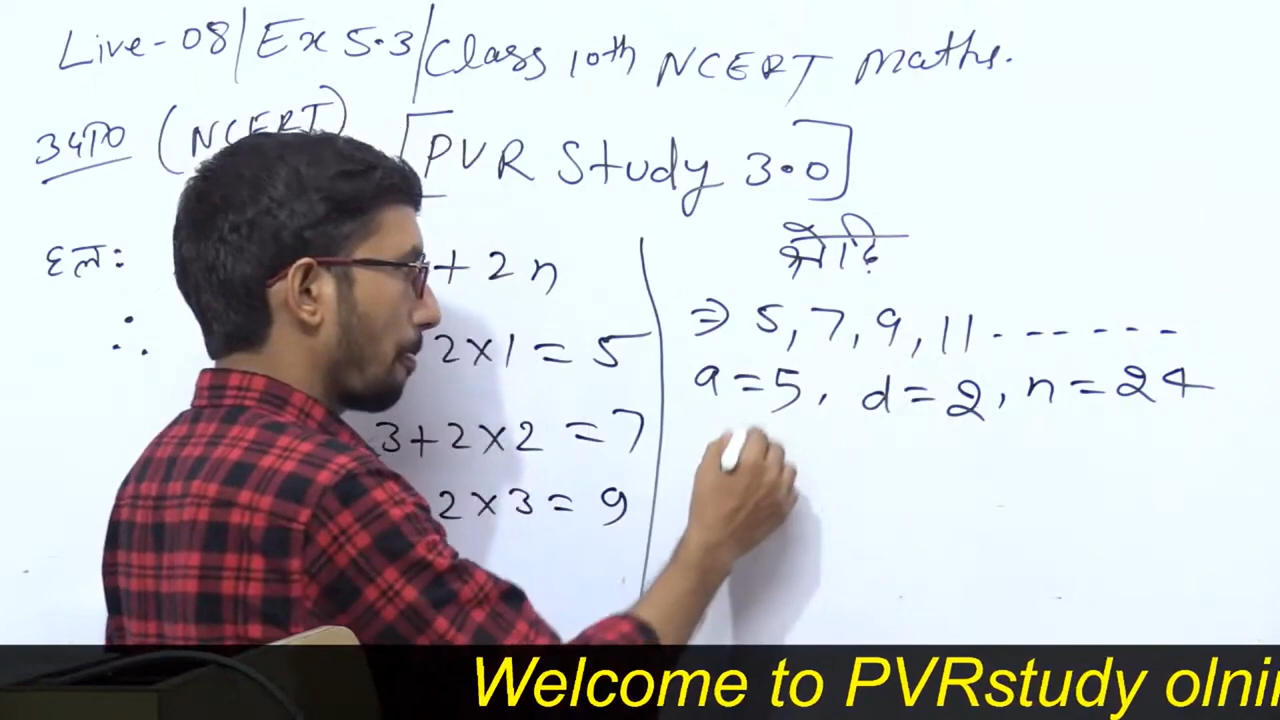 Live-08/Ex 5.3/Class 10th NCERT Maths.
(NCERT) [PVR Study 3.0]
हल:
+ 2n
∴ 2×1 = 5
3+2×2 = 7
2×3 = 9
श्रेढ़ि
⇒ 5, 7, 9, 11 - - - - - -
a = 5, d = 2, n = 24
Welcome to PVRstudy olni